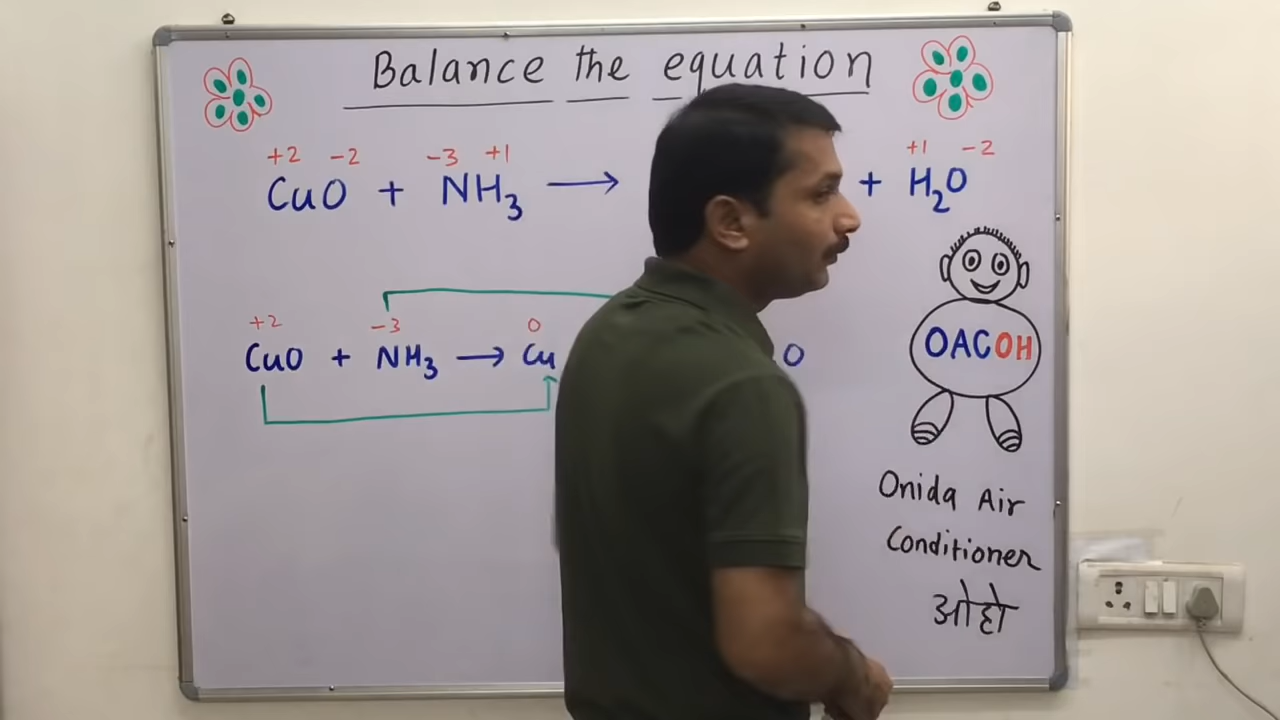 Balance the equation
+2 -2 -3 +1 +1 -2
CuO + NH₃ → + H₂O
+2 -3 0
CuO + NH₃ → Cu O
OACOH
Onida Air
Conditioner
ओहो